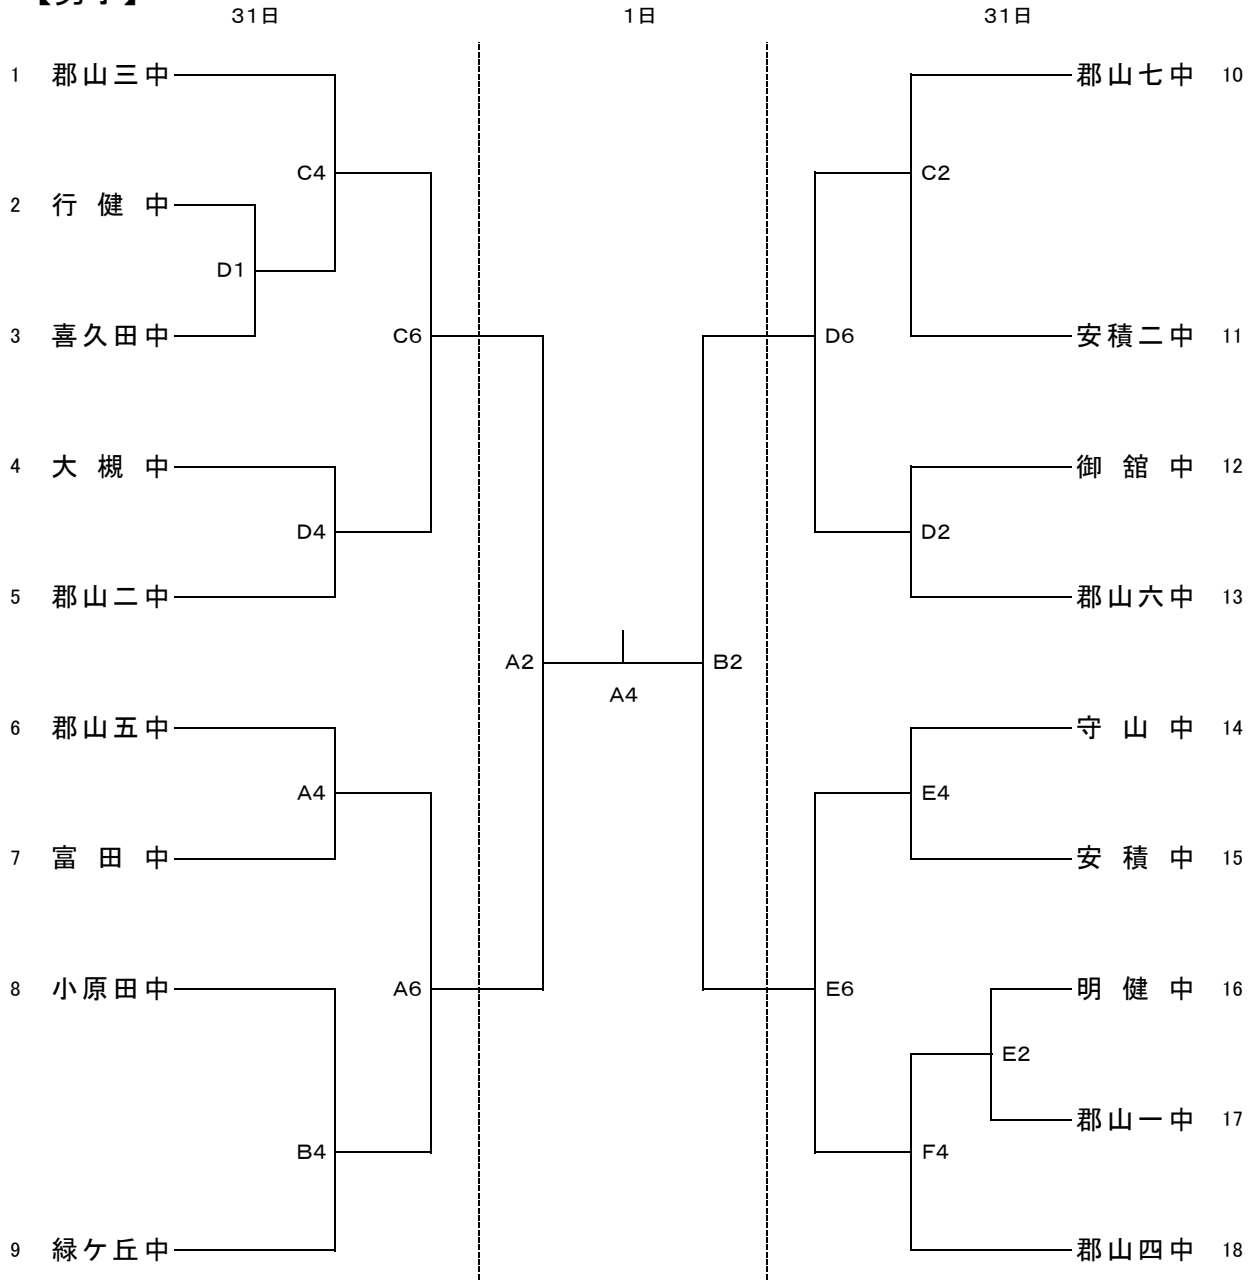 【男子】
31日 1日 31日
1 郡山三中
C4
2 行健中
D1
3 喜久田中
C6
4 大槻中
D4
5 郡山二中
A2
A4
6 郡山五中
A4
7 富田中
8 小原田中
A6
B4
9 緑ケ丘中
郡山七中 10
C2
D6
安積二中 11
御舘中 12
D2
郡山六中 13
B2
守山中 14
E4
安積中 15
E6
明健中 16
E2
郡山一中 17
F4
郡山四中 18